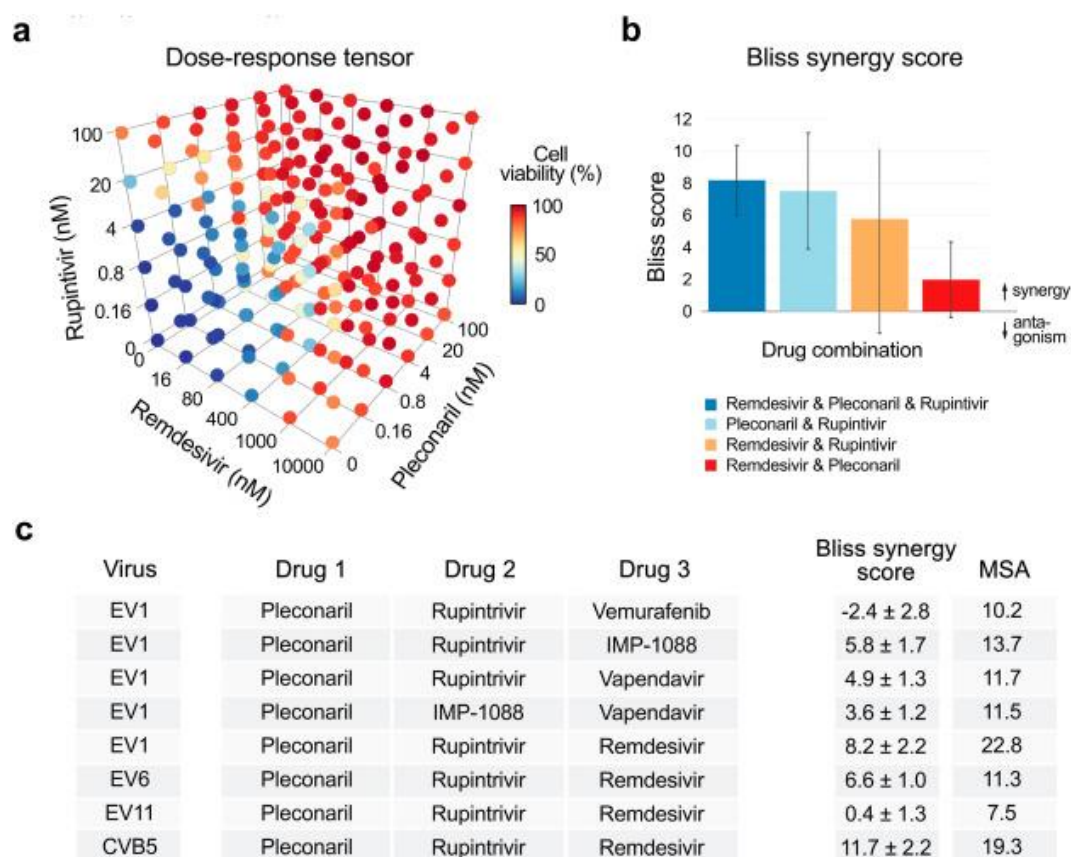 a
Dose-response tensor
100
20
4
0.8
0.16
0
Rupintivir (nM)
0
16
80
400
1000
10000
Remdesivir (nM)
0
0.16
0.8
4
20
100
Pleconaril (nM)
Cell
viability (%)
100
50
0
b
Bliss synergy score
12
10
8
6
4
2
0
Bliss score
synergy
anta-
gonism
Drug combination
Remdesivir & Pleconaril & Rupintivir
Pleconaril & Rupintivir
Remdesivir & Rupintivir
Remdesivir & Pleconaril
c
Virus Drug 1 Drug 2 Drug 3 Bliss synergy score MSA
EV1 Pleconaril Rupintrivir Vemurafenib -2.4 ± 2.8 10.2
EV1 Pleconaril Rupintrivir IMP-1088 5.8 ± 1.7 13.7
EV1 Pleconaril Rupintrivir Vapendavir 4.9 ± 1.3 11.7
EV1 Pleconaril IMP-1088 Vapendavir 3.6 ± 1.2 11.5
EV1 Pleconaril Rupintrivir Remdesivir 8.2 ± 2.2 22.8
EV6 Pleconaril Rupintrivir Remdesivir 6.6 ± 1.0 11.3
EV11 Pleconaril Rupintrivir Remdesivir 0.4 ± 1.3 7.5
CVB5 Pleconaril Rupintrivir Remdesivir 11.7 ± 2.2 19.3